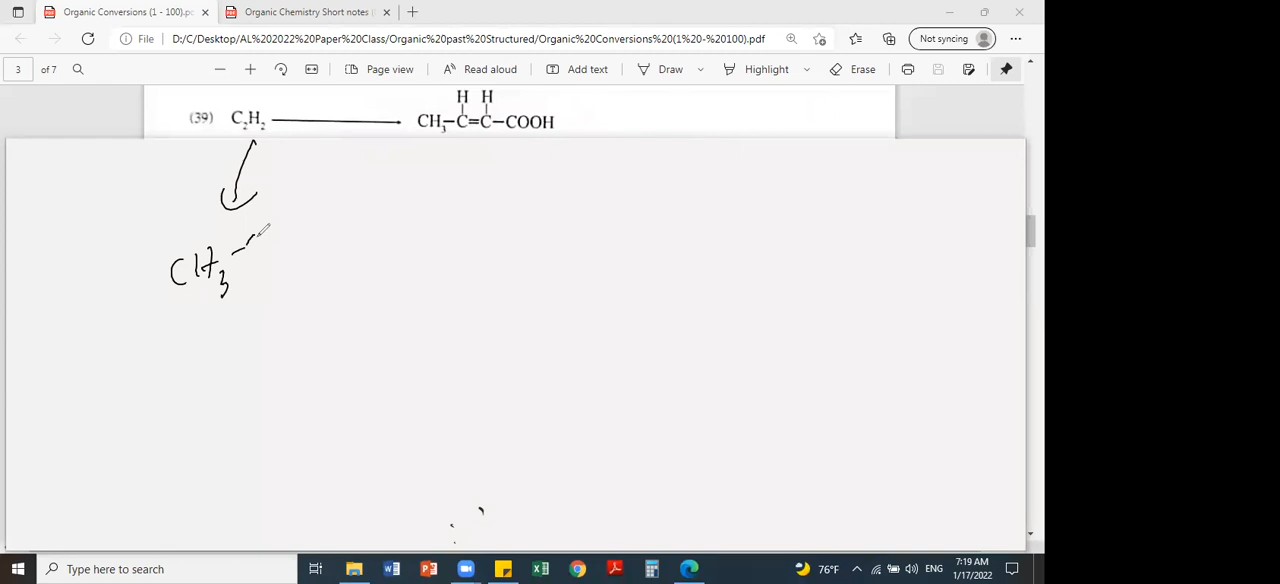 Organic Conversions (1 - 100).pc
Organic Chemistry Short notes (
File
D:/C/Desktop/AL%202022%20Paper%20Class/Organic%20past%20Structured/Organic%20Conversions%20(1%20-%20100).pdf
Not syncing
3 of 7
Page view
Read aloud
Add text
Draw
Highlight
Erase
H H
(39) C₂H₂ ⟶ CH₃–C=C–COOH
CH₃
Type here to search
76°F
ENG
7:19 AM
1/17/2022